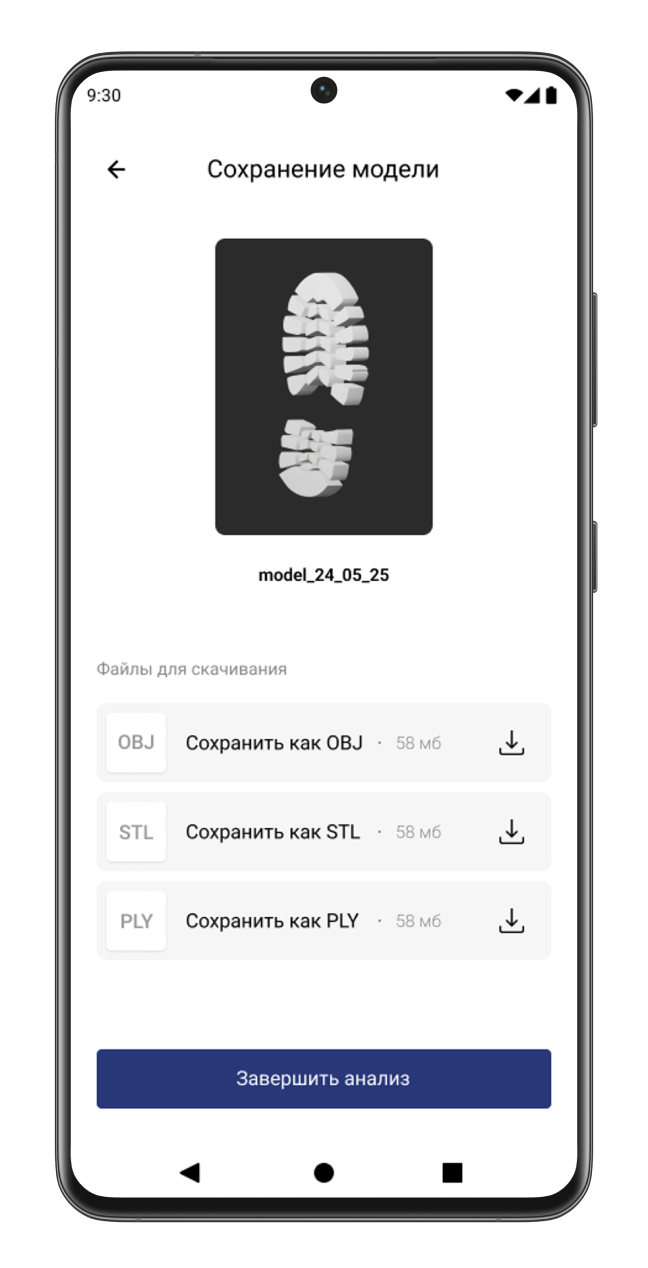 9:30
Сохранение модели
model_24_05_25
Файлы для скачивания
OBJ Сохранить как OBJ · 58 мб
STL Сохранить как STL · 58 мб
PLY Сохранить как PLY · 58 мб
Завершить анализ